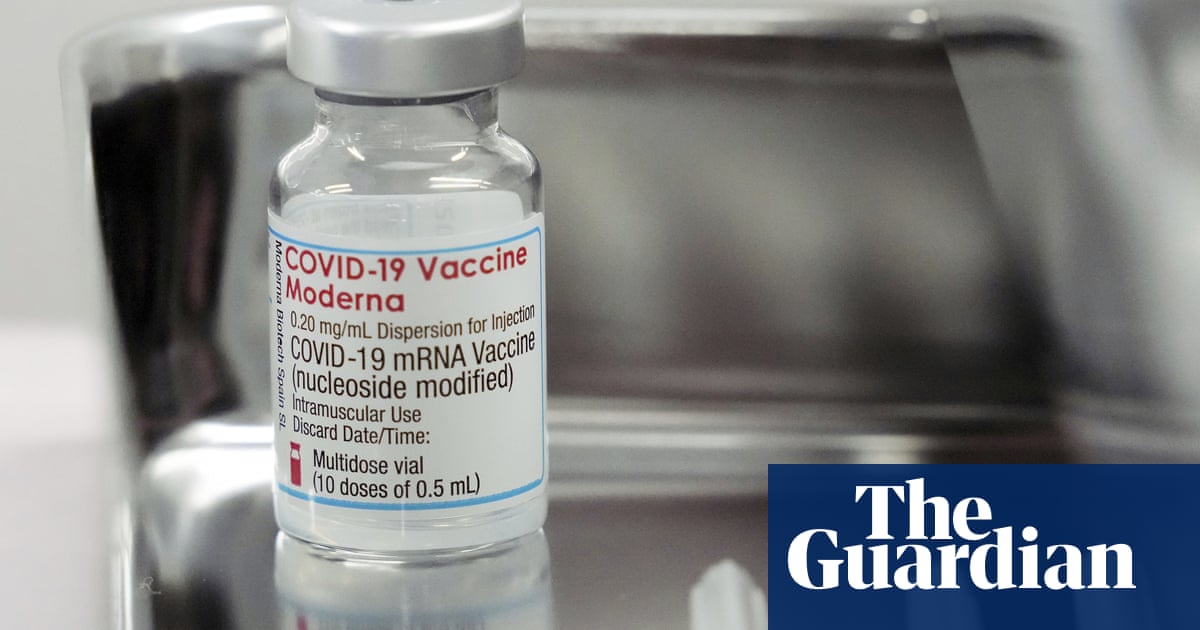 COVID-19 Vaccine
Moderna
0.20 mg/mL Dispersion for Injection
COVID-19 mRNA Vaccine
(nucleoside modified)
Intramuscular Use
Discard Date/Time:
Multidose vial
(10 doses of 0.5 mL)
Moderna Biotech Spain SL
The
Guardian